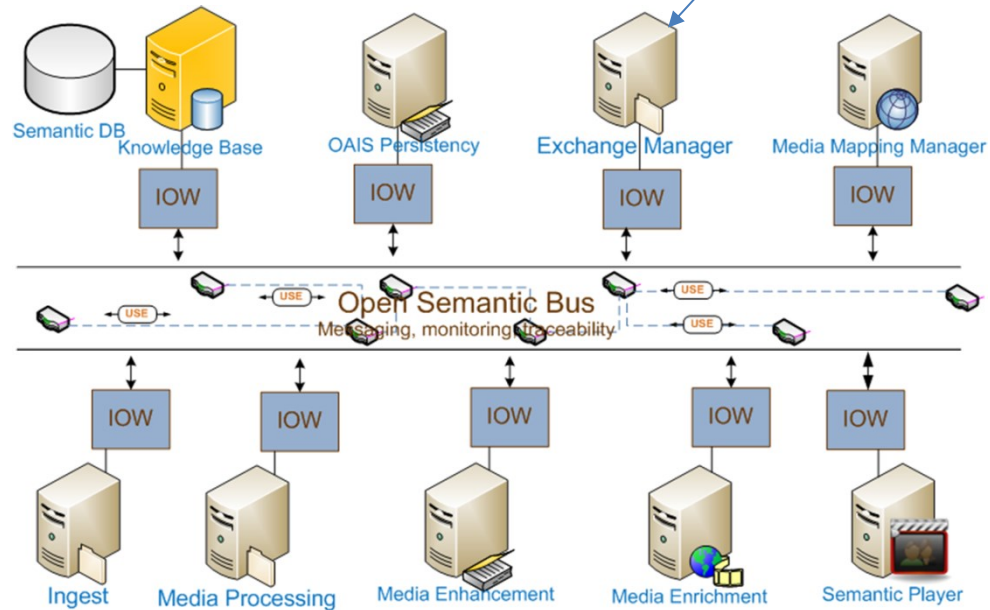 Semantic DB
Knowledge Base
OAIS Persistency
Exchange Manager
Media Mapping Manager
IOW
IOW
IOW
IOW
USE
USE
USE
USE
Open Semantic Bus
Messaging, monitoring, traceability
IOW
IOW
IOW
IOW
IOW
Ingest
Media Processing
Media Enhancement
Media Enrichment
Semantic Player